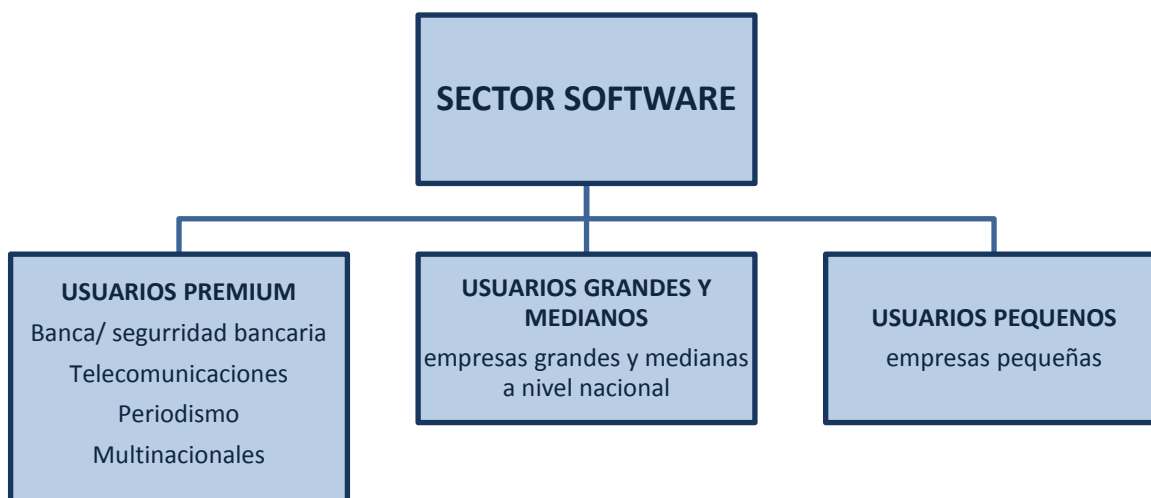 SECTOR SOFTWARE
USUARIOS PREMIUM
Banca/ segurridad bancaria
Telecomunicaciones
Periodismo
Multinacionales
USUARIOS GRANDES Y
MEDIANOS
empresas grandes y medianas
a nivel nacional
USUARIOS PEQUENOS
empresas pequeñas